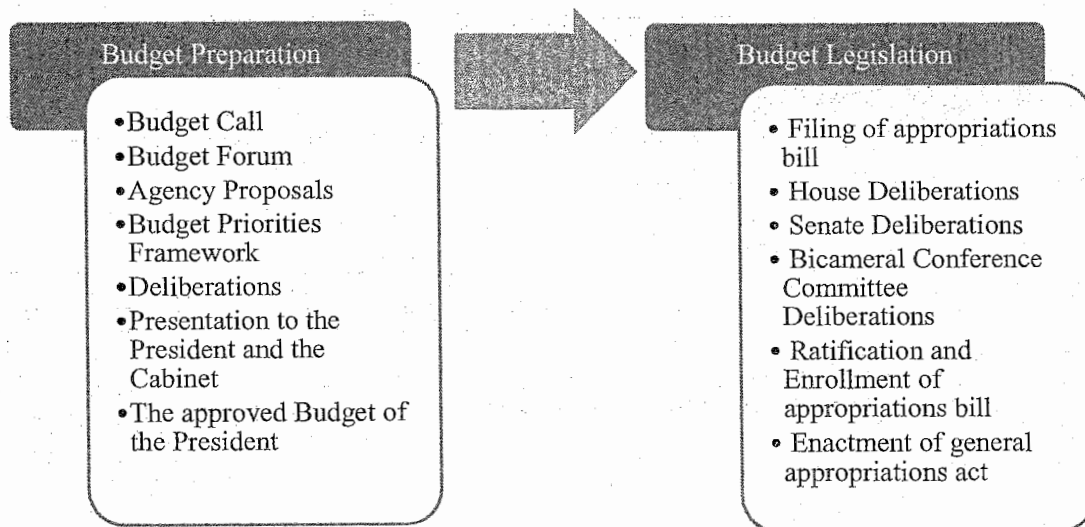 Budget Preparation
•Budget Call
•Budget Forum
•Agency Proposals
•Budget Priorities
Framework
•Deliberations
•Presentation to the
President and the
Cabinet
•The approved Budget of
the President
Budget Legislation
• Filing of appropriations
bill
• House Deliberations
• Senate Deliberations
• Bicameral Conference
Committee
Deliberations
• Ratification and
Enrollment of
appropriations bill
• Enactment of general
appropriations act